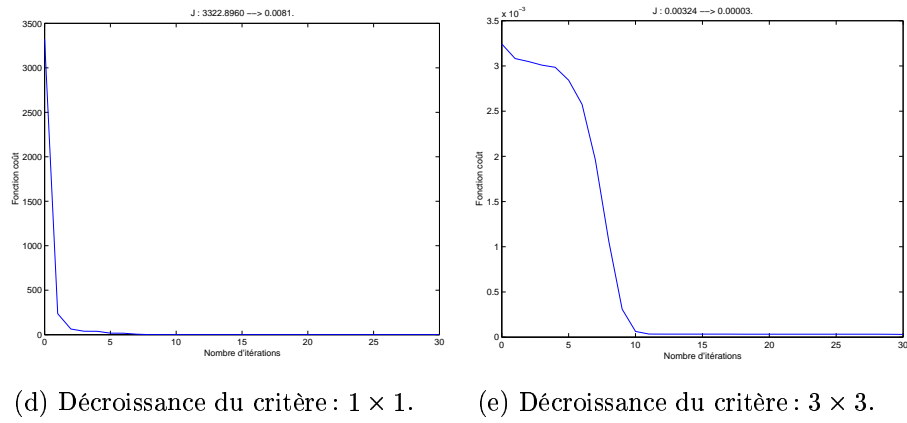 J : 3322.8960 −−> 0.0081.
3500
3000
2500
2000
1500
1000
500
0
Fonction coût
0 5 10 15 20 25 30
Nombre d'itérations
(d) Décroissance du critère : 1 × 1.
J : 0.00324 −−> 0.00003.
x 10⁻³
3.5
3
2.5
2
1.5
1
0.5
0
Fonction coût
0 5 10 15 20 25 30
Nombre d'itérations
(e) Décroissance du critère : 3 × 3.